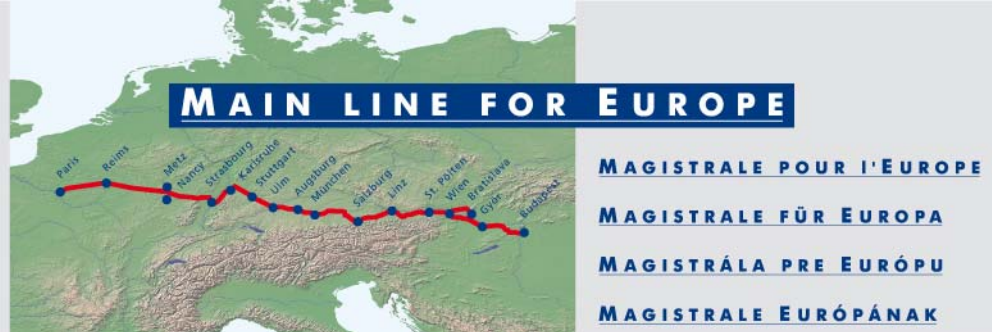 MAIN LINE FOR EUROPE
Paris
Reims
Metz
Nancy
Strasbourg
Karlsruhe
Stuttgart
Ulm
Augsburg
München
Salzburg
Linz
St. Pölten
Wien
Bratislava
Győr
Budapest
MAGISTRALE POUR l'EUROPE
MAGISTRALE FÜR EUROPA
MAGISTRÁLA PRE EURÓPU
MAGISTRALE EURÓPÁNAK